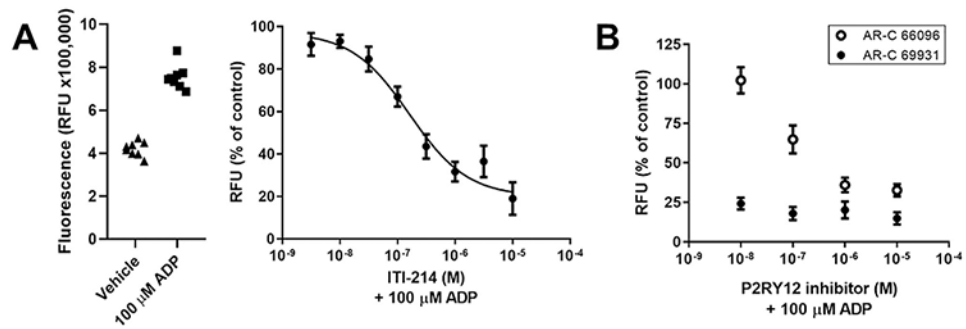 A
Fluorescence (RFU x100,000)
10
8
6
4
2
0
Vehicle
100 μM ADP
RFU (% of control)
100
80
60
40
20
0
10-9
10-8
10-7
10-6
10-5
10-4
ITI-214 (M)
+ 100 μM ADP
B
AR-C 66096
AR-C 69931
RFU (% of control)
125
100
75
50
25
0
10-9
10-8
10-7
10-6
10-5
10-4
P2RY12 inhibitor (M)
+ 100 μM ADP